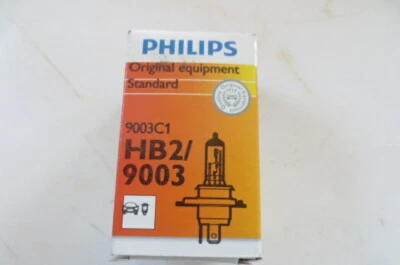 PHILIPS
Original equipment
Standard
9003C1
HB2/
9003